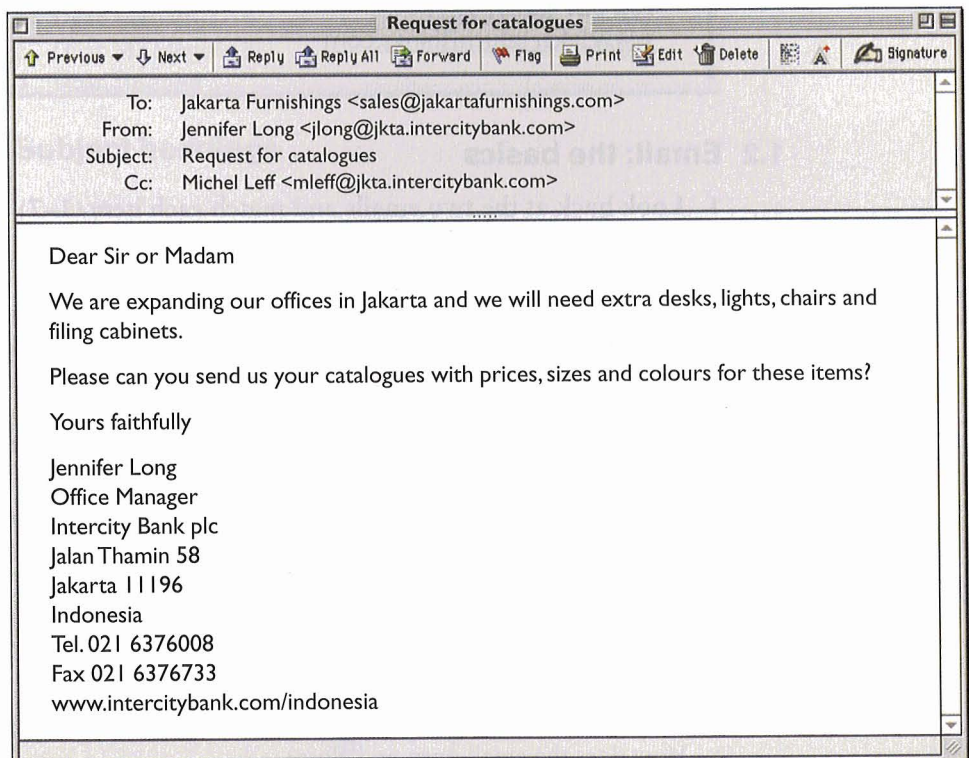 Request for catalogues
Previous Next Reply Reply All Forward Flag Print Edit Delete A Signature
To: Jakarta Furnishings <sales@jakartafurnishings.com>
From: Jennifer Long <jlong@jkta.intercitybank.com>
Subject: Request for catalogues
Cc: Michel Leff <mleff@jkta.intercitybank.com>
1.2 Email: the basics
Dear Sir or Madam
We are expanding our offices in Jakarta and we will need extra desks, lights, chairs and
filing cabinets.
Please can you send us your catalogues with prices, sizes and colours for these items?
Yours faithfully
Jennifer Long
Office Manager
Intercity Bank plc
Jalan Thamin 58
Jakarta 11196
Indonesia
Tel. 021 6376008
Fax 021 6376733
www.intercitybank.com/indonesia